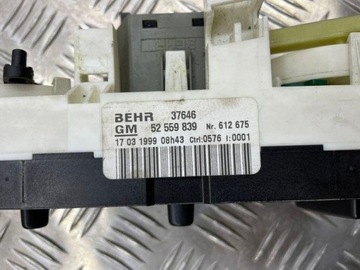 BEHR 37646
GM 52 559 839 Nr. 612 675
17 03 1999 08h43 Ctrl:0576 I:0001